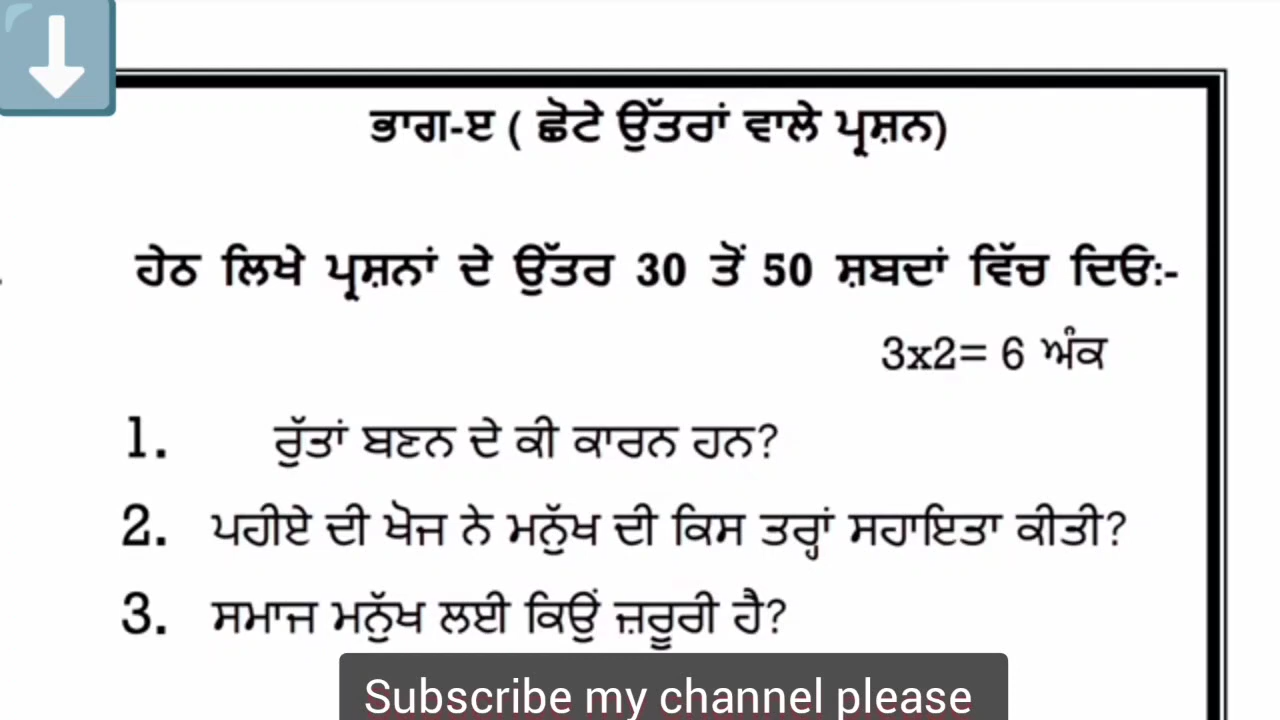 ਭਾਗ-ੲ ( ਛੋਟੇ ਉੱਤਰਾਂ ਵਾਲੇ ਪ੍ਰਸ਼ਨ)
ਹੇਠ ਲਿਖੇ ਪ੍ਰਸ਼ਨਾਂ ਦੇ ਉੱਤਰ 30 ਤੋਂ 50 ਸ਼ਬਦਾਂ ਵਿੱਚ ਦਿਓ:-
3x2= 6 ਅੰਕ
1. ਰੁੱਤਾਂ ਬਣਨ ਦੇ ਕੀ ਕਾਰਨ ਹਨ?
2. ਪਹੀਏ ਦੀ ਖੋਜ ਨੇ ਮਨੁੱਖ ਦੀ ਕਿਸ ਤਰ੍ਹਾਂ ਸਹਾਇਤਾ ਕੀਤੀ?
3. ਸਮਾਜ ਮਨੁੱਖ ਲਈ ਕਿਉਂ ਜ਼ਰੂਰੀ ਹੈ?
Subscribe my channel please